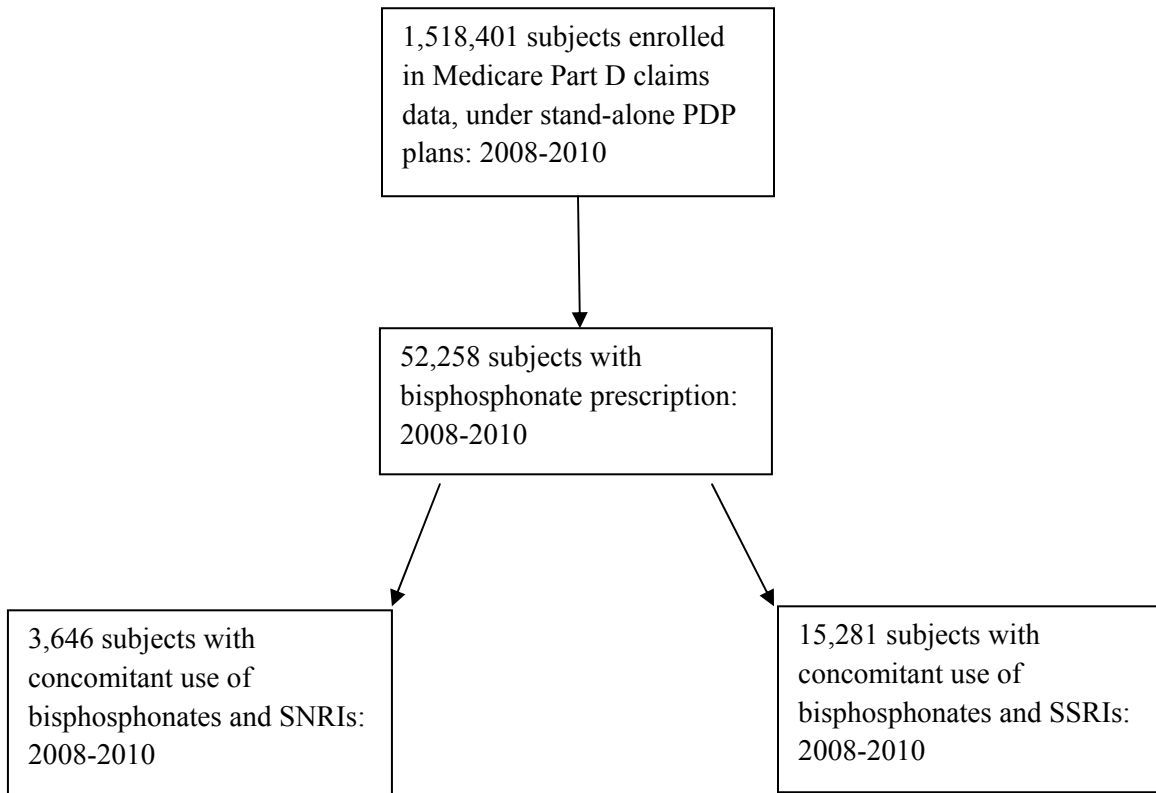 1,518,401 subjects enrolled
in Medicare Part D claims
data, under stand-alone PDP
plans: 2008-2010
52,258 subjects with
bisphosphonate prescription:
2008-2010
3,646 subjects with
concomitant use of
bisphosphonates and SNRIs:
2008-2010
15,281 subjects with
concomitant use of
bisphosphonates and SSRIs:
2008-2010